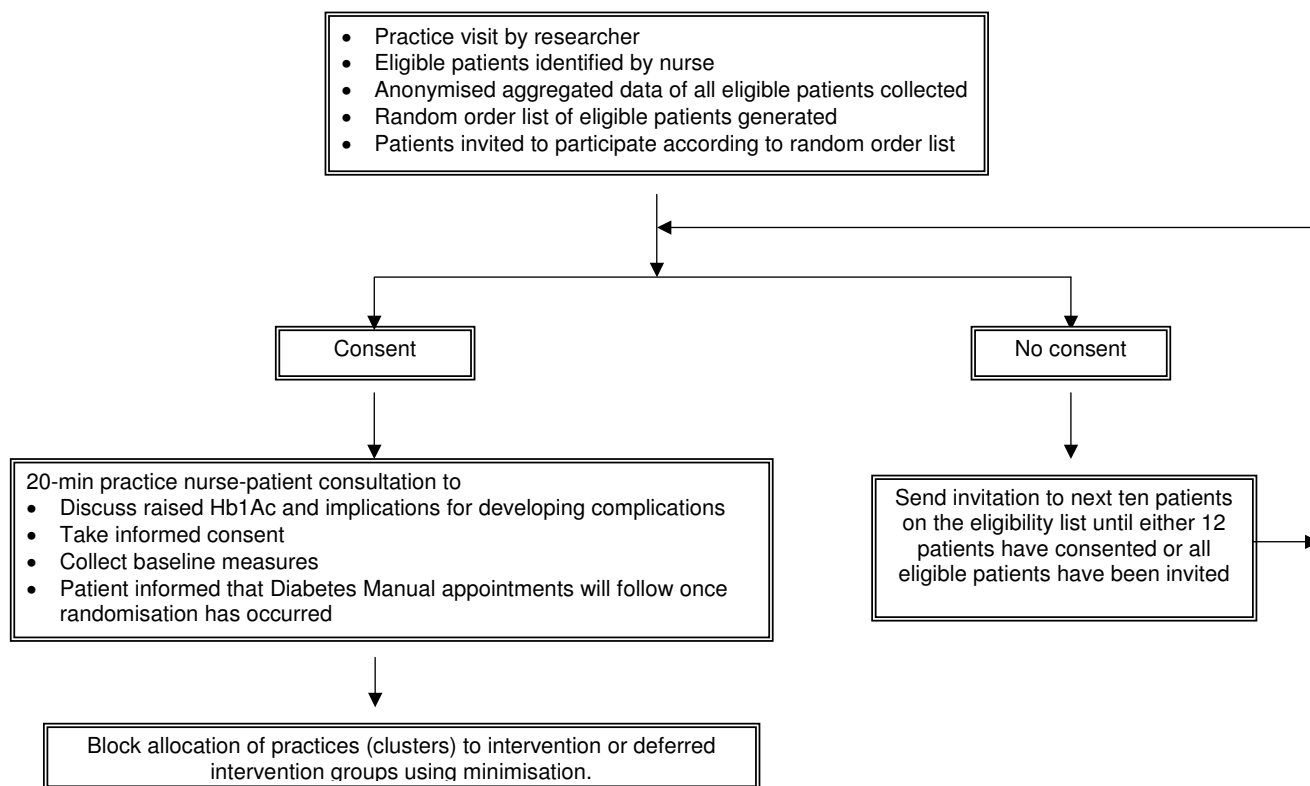 • Practice visit by researcher
• Eligible patients identified by nurse
• Anonymised aggregated data of all eligible patients collected
• Random order list of eligible patients generated
• Patients invited to participate according to random order list
Consent
No consent
20-min practice nurse-patient consultation to
• Discuss raised Hb1Ac and implications for developing complications
• Take informed consent
• Collect baseline measures
• Patient informed that Diabetes Manual appointments will follow once
randomisation has occurred
Send invitation to next ten patients
on the eligibility list until either 12
patients have consented or all
eligible patients have been invited
Block allocation of practices (clusters) to intervention or deferred
intervention groups using minimisation.